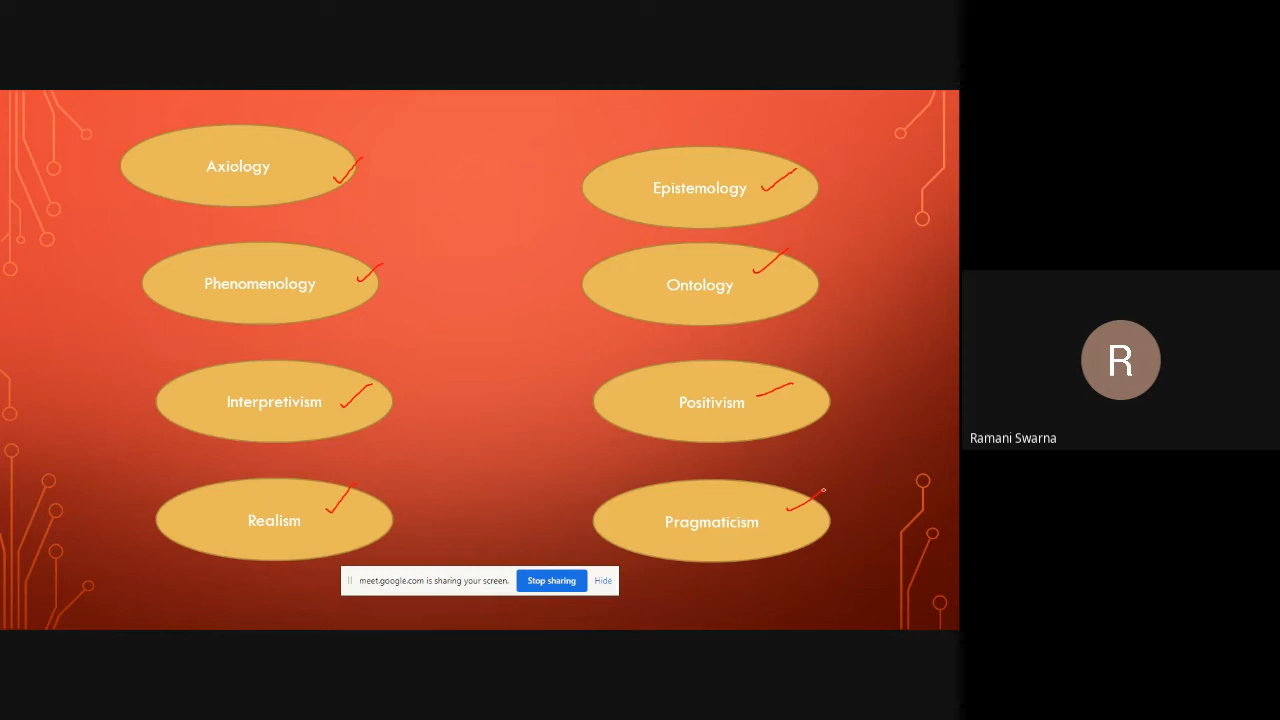 Axiology
Epistemology
Phenomenology
Ontology
Interpretivism
Positivism
Realism
Pragmaticism
meet.google.com is sharing your screen.
Stop sharing
Hide
R
Ramani Swarna